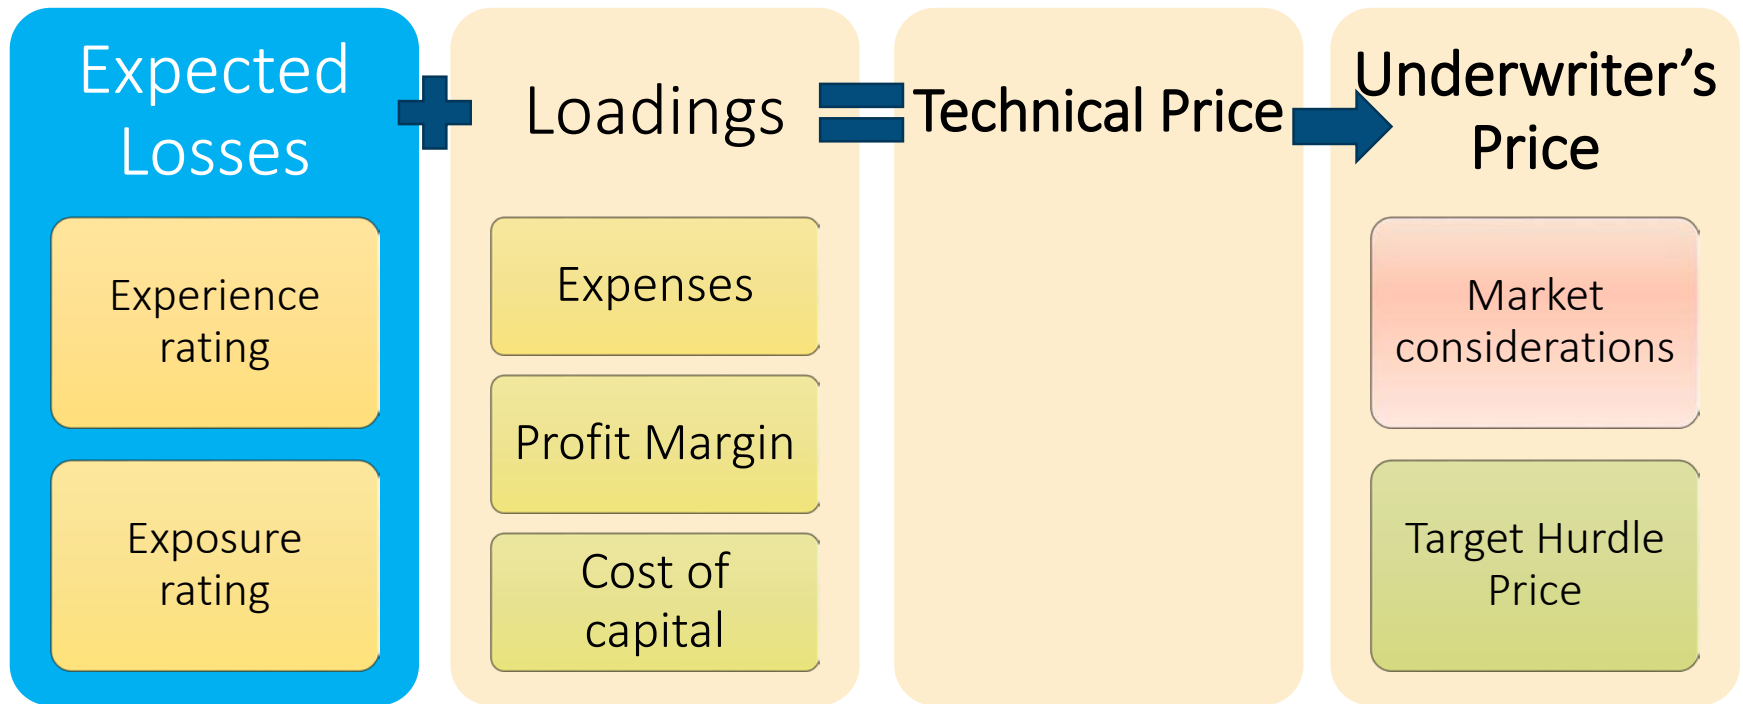 Expected
Losses
Experience
rating
Exposure
rating
Loadings
Expenses
Profit Margin
Cost of
capital
Technical Price
Underwriter’s
Price
Market
considerations
Target Hurdle
Price